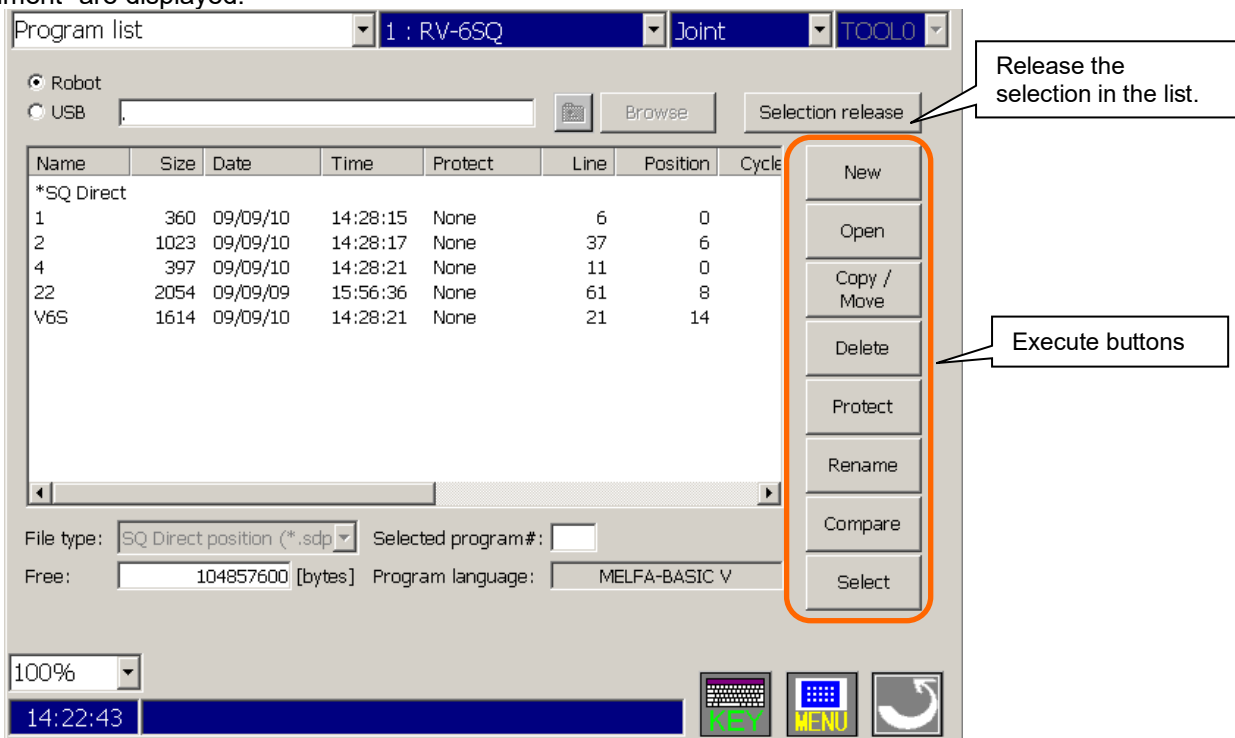 are displayed.
Program list 1 : RV-6SQ Joint TOOL0
Release the
selection in the list.
Robot
USB . Browse Selection release
Name Size Date Time Protect Line Position Cycle
*SQ Direct
1 360 09/09/10 14:28:15 None 6 0
2 1023 09/09/10 14:28:17 None 37 6
4 397 09/09/10 14:28:21 None 11 0
22 2054 09/09/09 15:56:36 None 61 8
V6S 1614 09/09/10 14:28:21 None 21 14
New
Open
Copy /
Move
Delete
Protect
Rename
Compare
Select
Execute buttons
File type: SQ Direct position (*.sdp Selected program#:
Free: 104857600 [bytes] Program language: MELFA-BASIC V
100%
14:22:43
KEY MENU